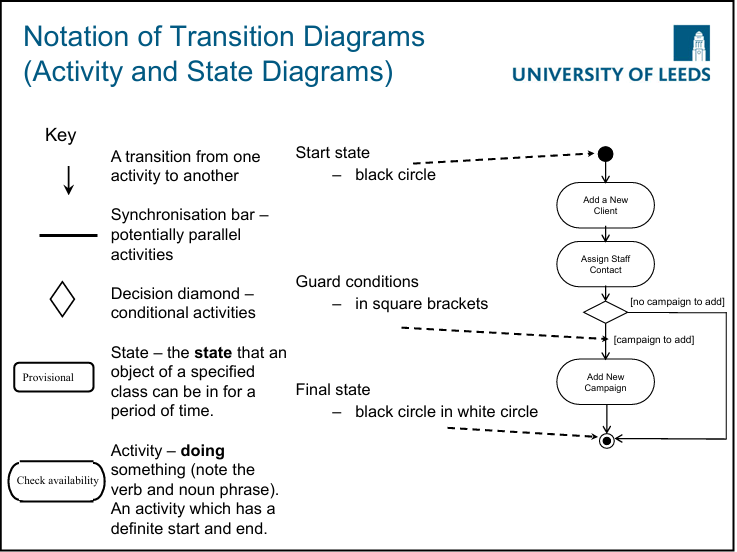 Notation of Transition Diagrams
(Activity and State Diagrams)
UNIVERSITY OF LEEDS
Key
A transition from one
activity to another
Synchronisation bar –
potentially parallel
activities
Decision diamond –
conditional activities
Provisional
State – the state that an
object of a specified
class can be in for a
period of time.
Check availability
Activity – doing
something (note the
verb and noun phrase).
An activity which has a
definite start and end.
Start state
– black circle
Guard conditions
– in square brackets
Final state
– black circle in white circle
Add a New
Client
Assign Staff
Contact
[no campaign to add]
[campaign to add]
Add New
Campaign